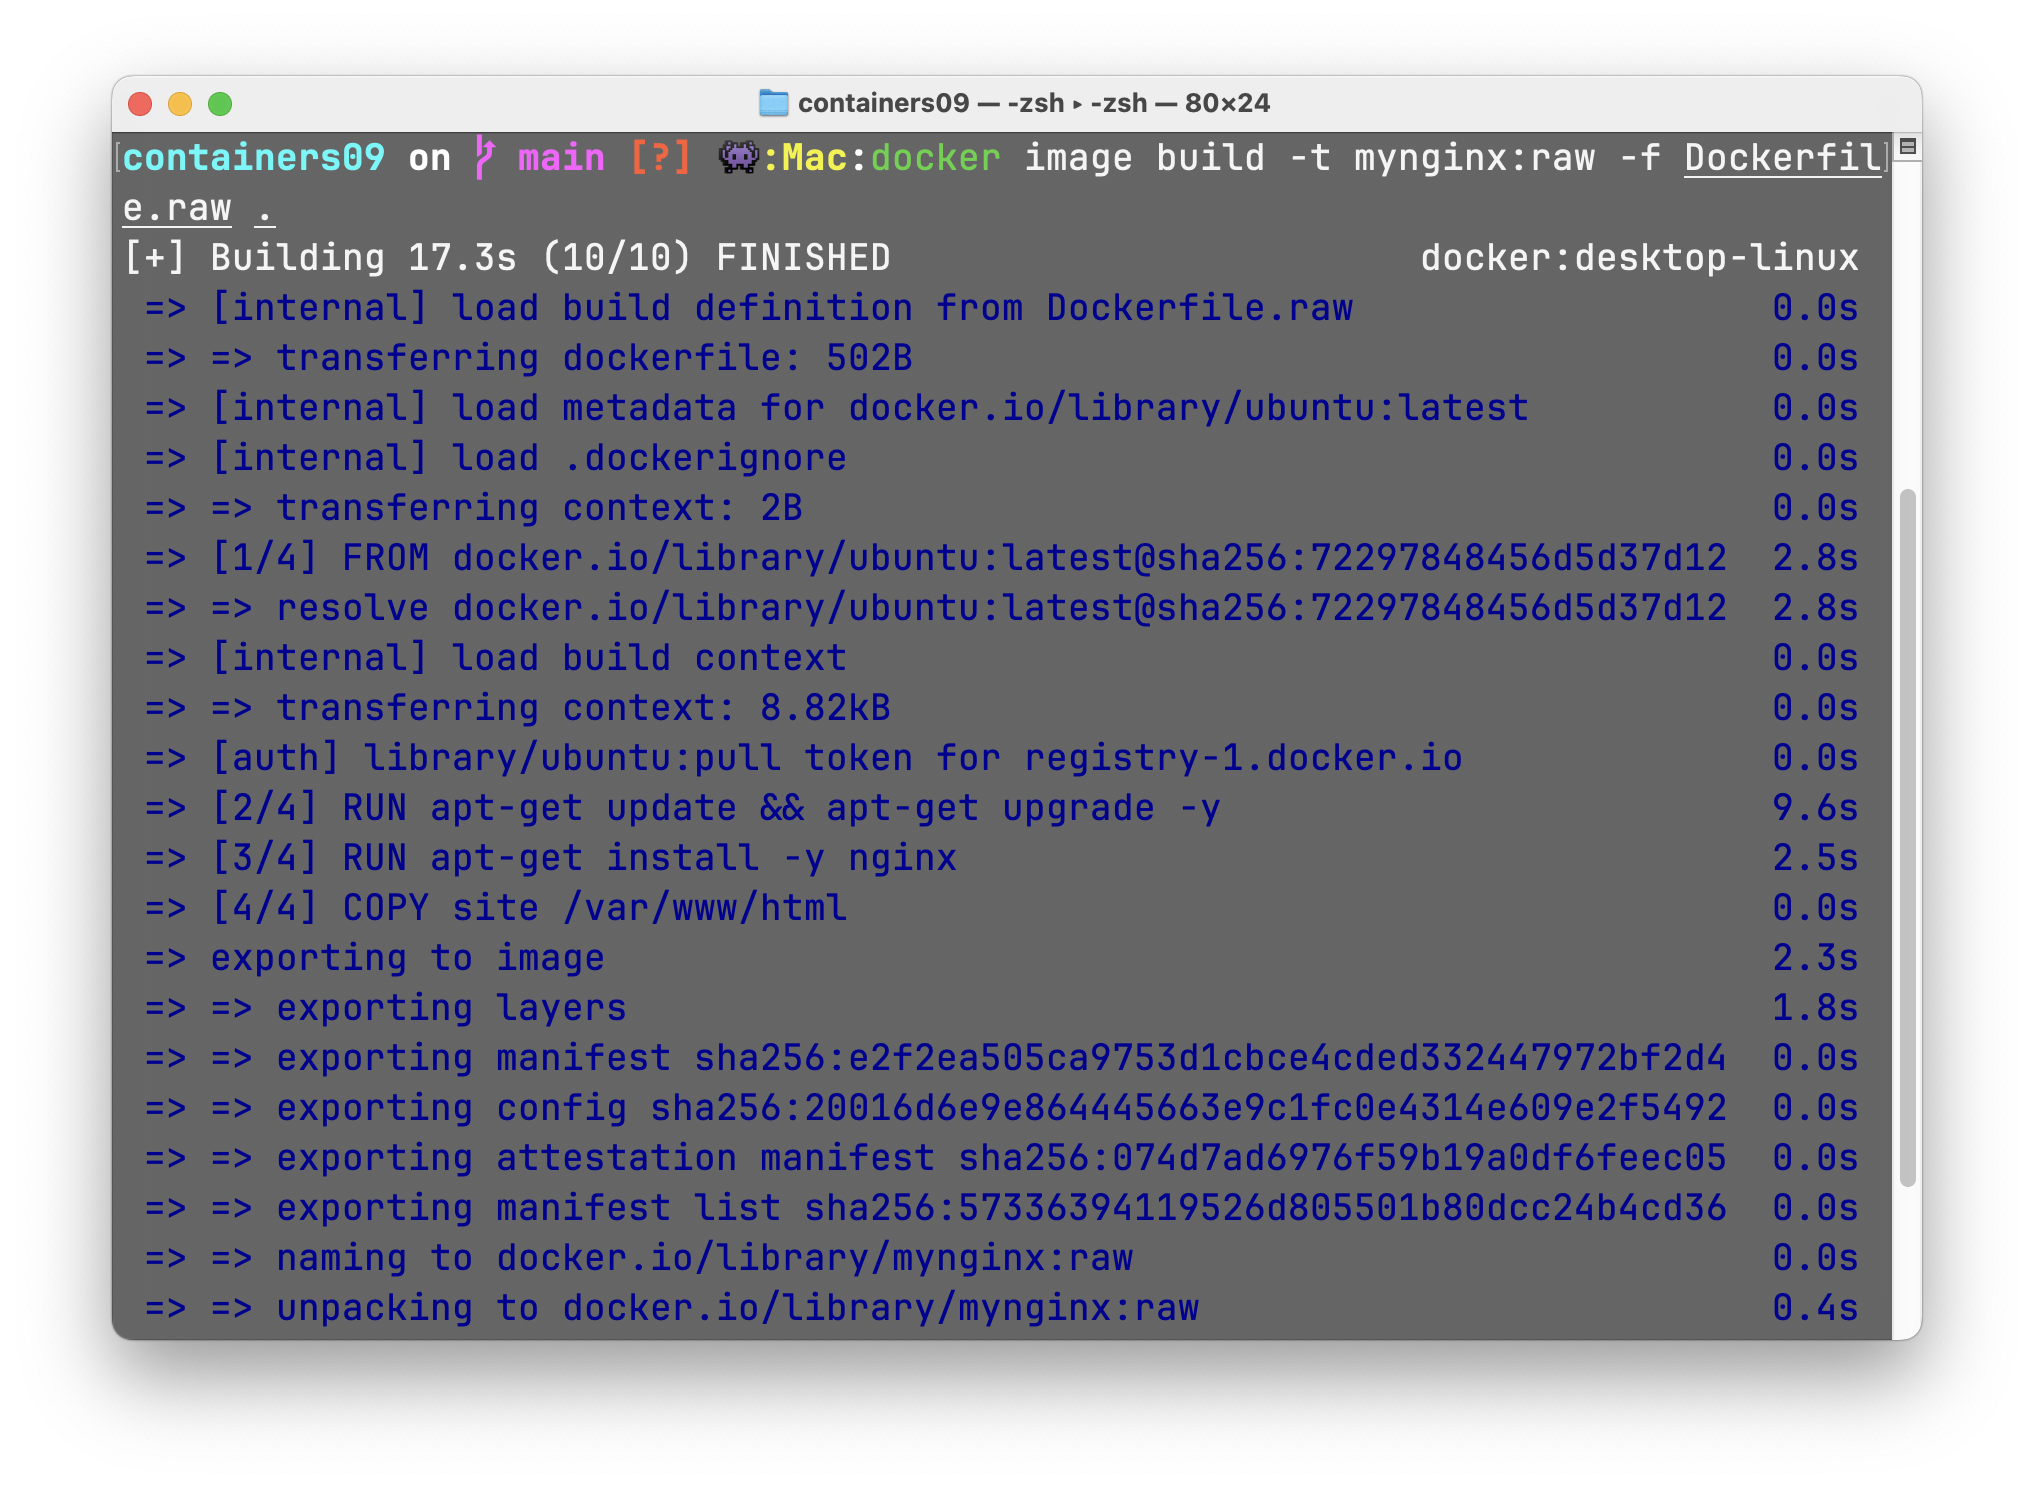 containers09 — -zsh ▸ -zsh — 80×24
containers09 on main [?] 👾:Mac:docker image build -t mynginx:raw -f Dockerfil
e.raw .
[+] Building 17.3s (10/10) FINISHED docker:desktop-linux
=> [internal] load build definition from Dockerfile.raw 0.0s
=> => transferring dockerfile: 502B 0.0s
=> [internal] load metadata for docker.io/library/ubuntu:latest 0.0s
=> [internal] load .dockerignore 0.0s
=> => transferring context: 2B 0.0s
=> [1/4] FROM docker.io/library/ubuntu:latest@sha256:72297848456d5d37d12 2.8s
=> => resolve docker.io/library/ubuntu:latest@sha256:72297848456d5d37d12 2.8s
=> [internal] load build context 0.0s
=> => transferring context: 8.82kB 0.0s
=> [auth] library/ubuntu:pull token for registry-1.docker.io 0.0s
=> [2/4] RUN apt-get update && apt-get upgrade -y 9.6s
=> [3/4] RUN apt-get install -y nginx 2.5s
=> [4/4] COPY site /var/www/html 0.0s
=> exporting to image 2.3s
=> => exporting layers 1.8s
=> => exporting manifest sha256:e2f2ea505ca9753d1cbce4cded332447972bf2d4 0.0s
=> => exporting config sha256:20016d6e9e864445663e9c1fc0e4314e609e2f5492 0.0s
=> => exporting attestation manifest sha256:074d7ad6976f59b19a0df6feec05 0.0s
=> => exporting manifest list sha256:57336394119526d805501b80dcc24b4cd36 0.0s
=> => naming to docker.io/library/mynginx:raw 0.0s
=> => unpacking to docker.io/library/mynginx:raw 0.4s